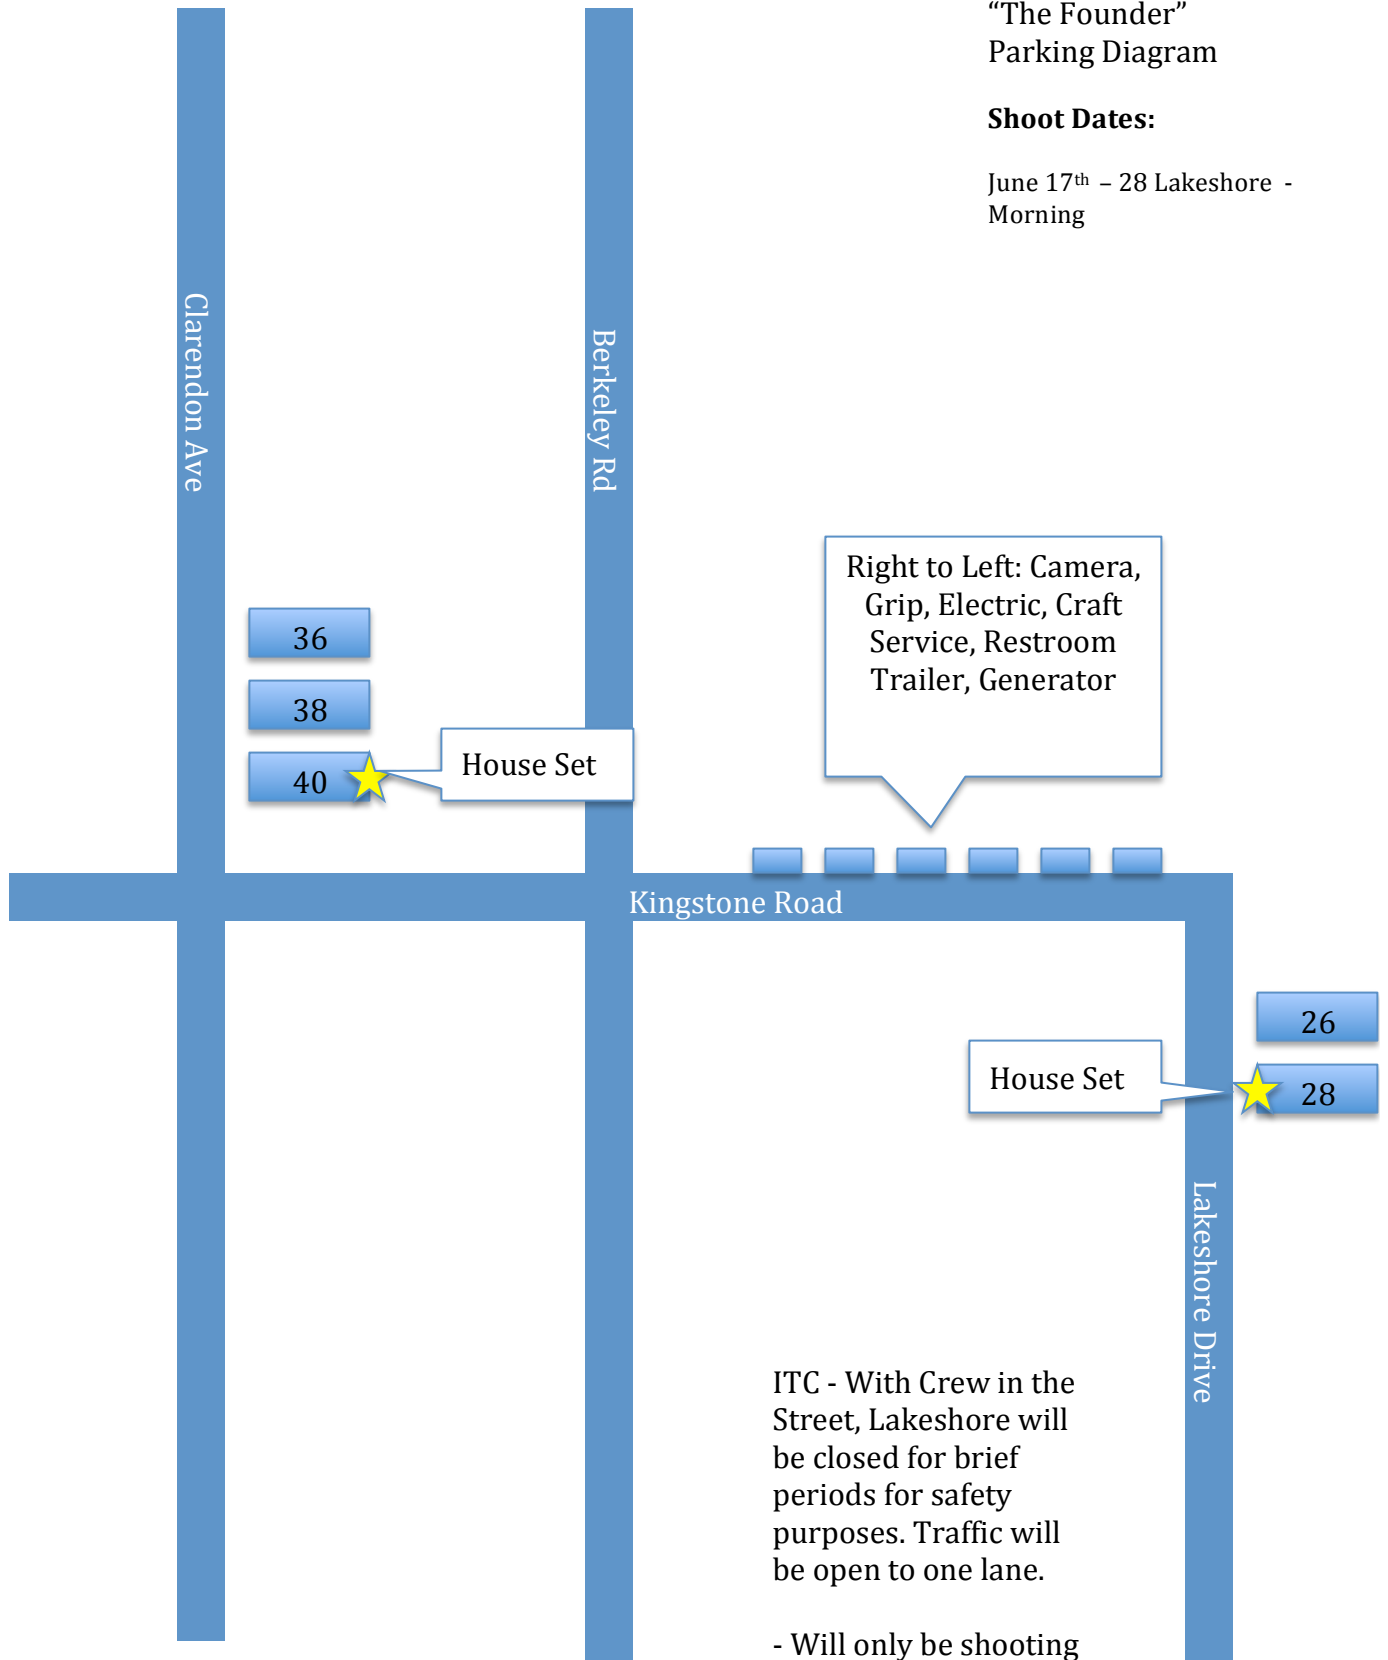 “The Founder”
Parking Diagram
Shoot Dates:
June 17th – 28 Lakeshore -
Morning
Clarendon Ave
Berkeley Rd
Right to Left: Camera,
Grip, Electric, Craft
Service, Restroom
Trailer, Generator
36
38
40
House Set
Kingstone Road
26
House Set
28
Lakeshore Drive
ITC - With Crew in the
Street, Lakeshore will
be closed for brief
periods for safety
purposes. Traffic will
be open to one lane.
- Will only be shooting